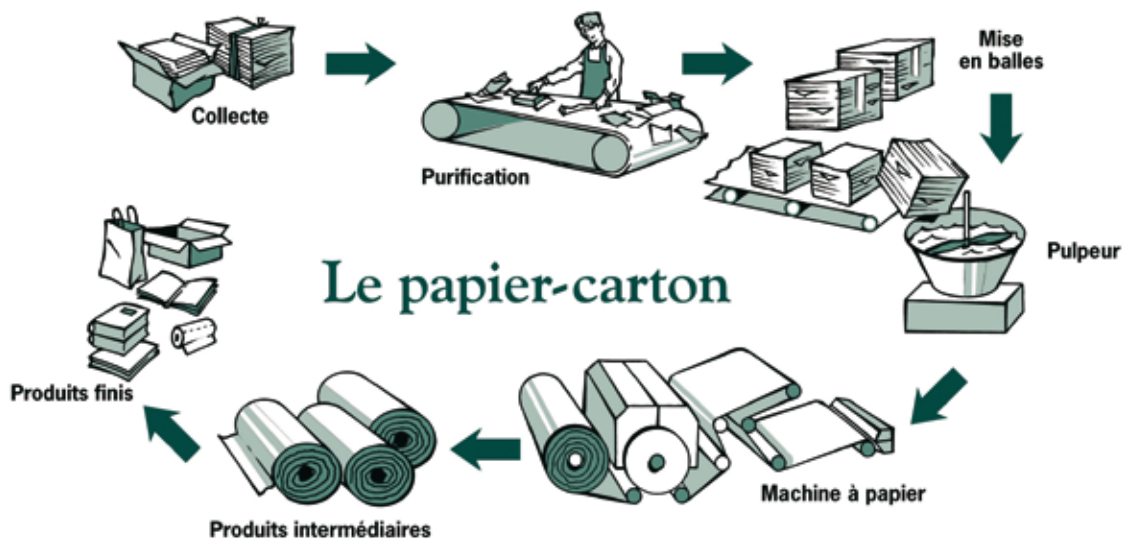 Collecte
Purification
Mise
en balles
Pulpeur
Le papier-carton
Machine à papier
Produits intermédiaires
Produits finis